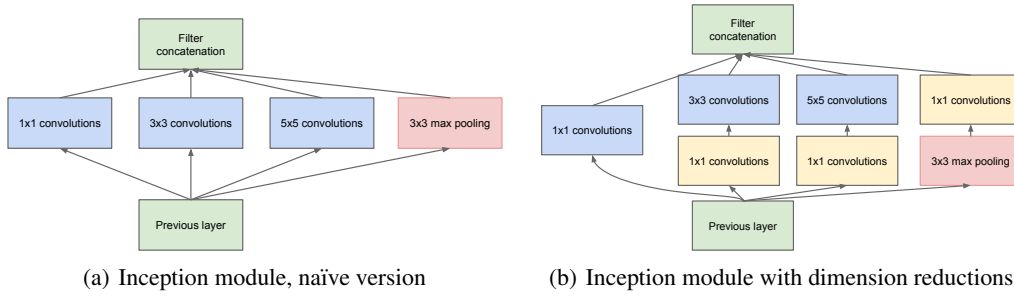 Filter
concatenation
1x1 convolutions
3x3 convolutions
5x5 convolutions
3x3 max pooling
Previous layer
(a) Inception module, naïve version
Filter
concatenation
3x3 convolutions
5x5 convolutions
1x1 convolutions
1x1 convolutions
1x1 convolutions
1x1 convolutions
3x3 max pooling
Previous layer
(b) Inception module with dimension reductions